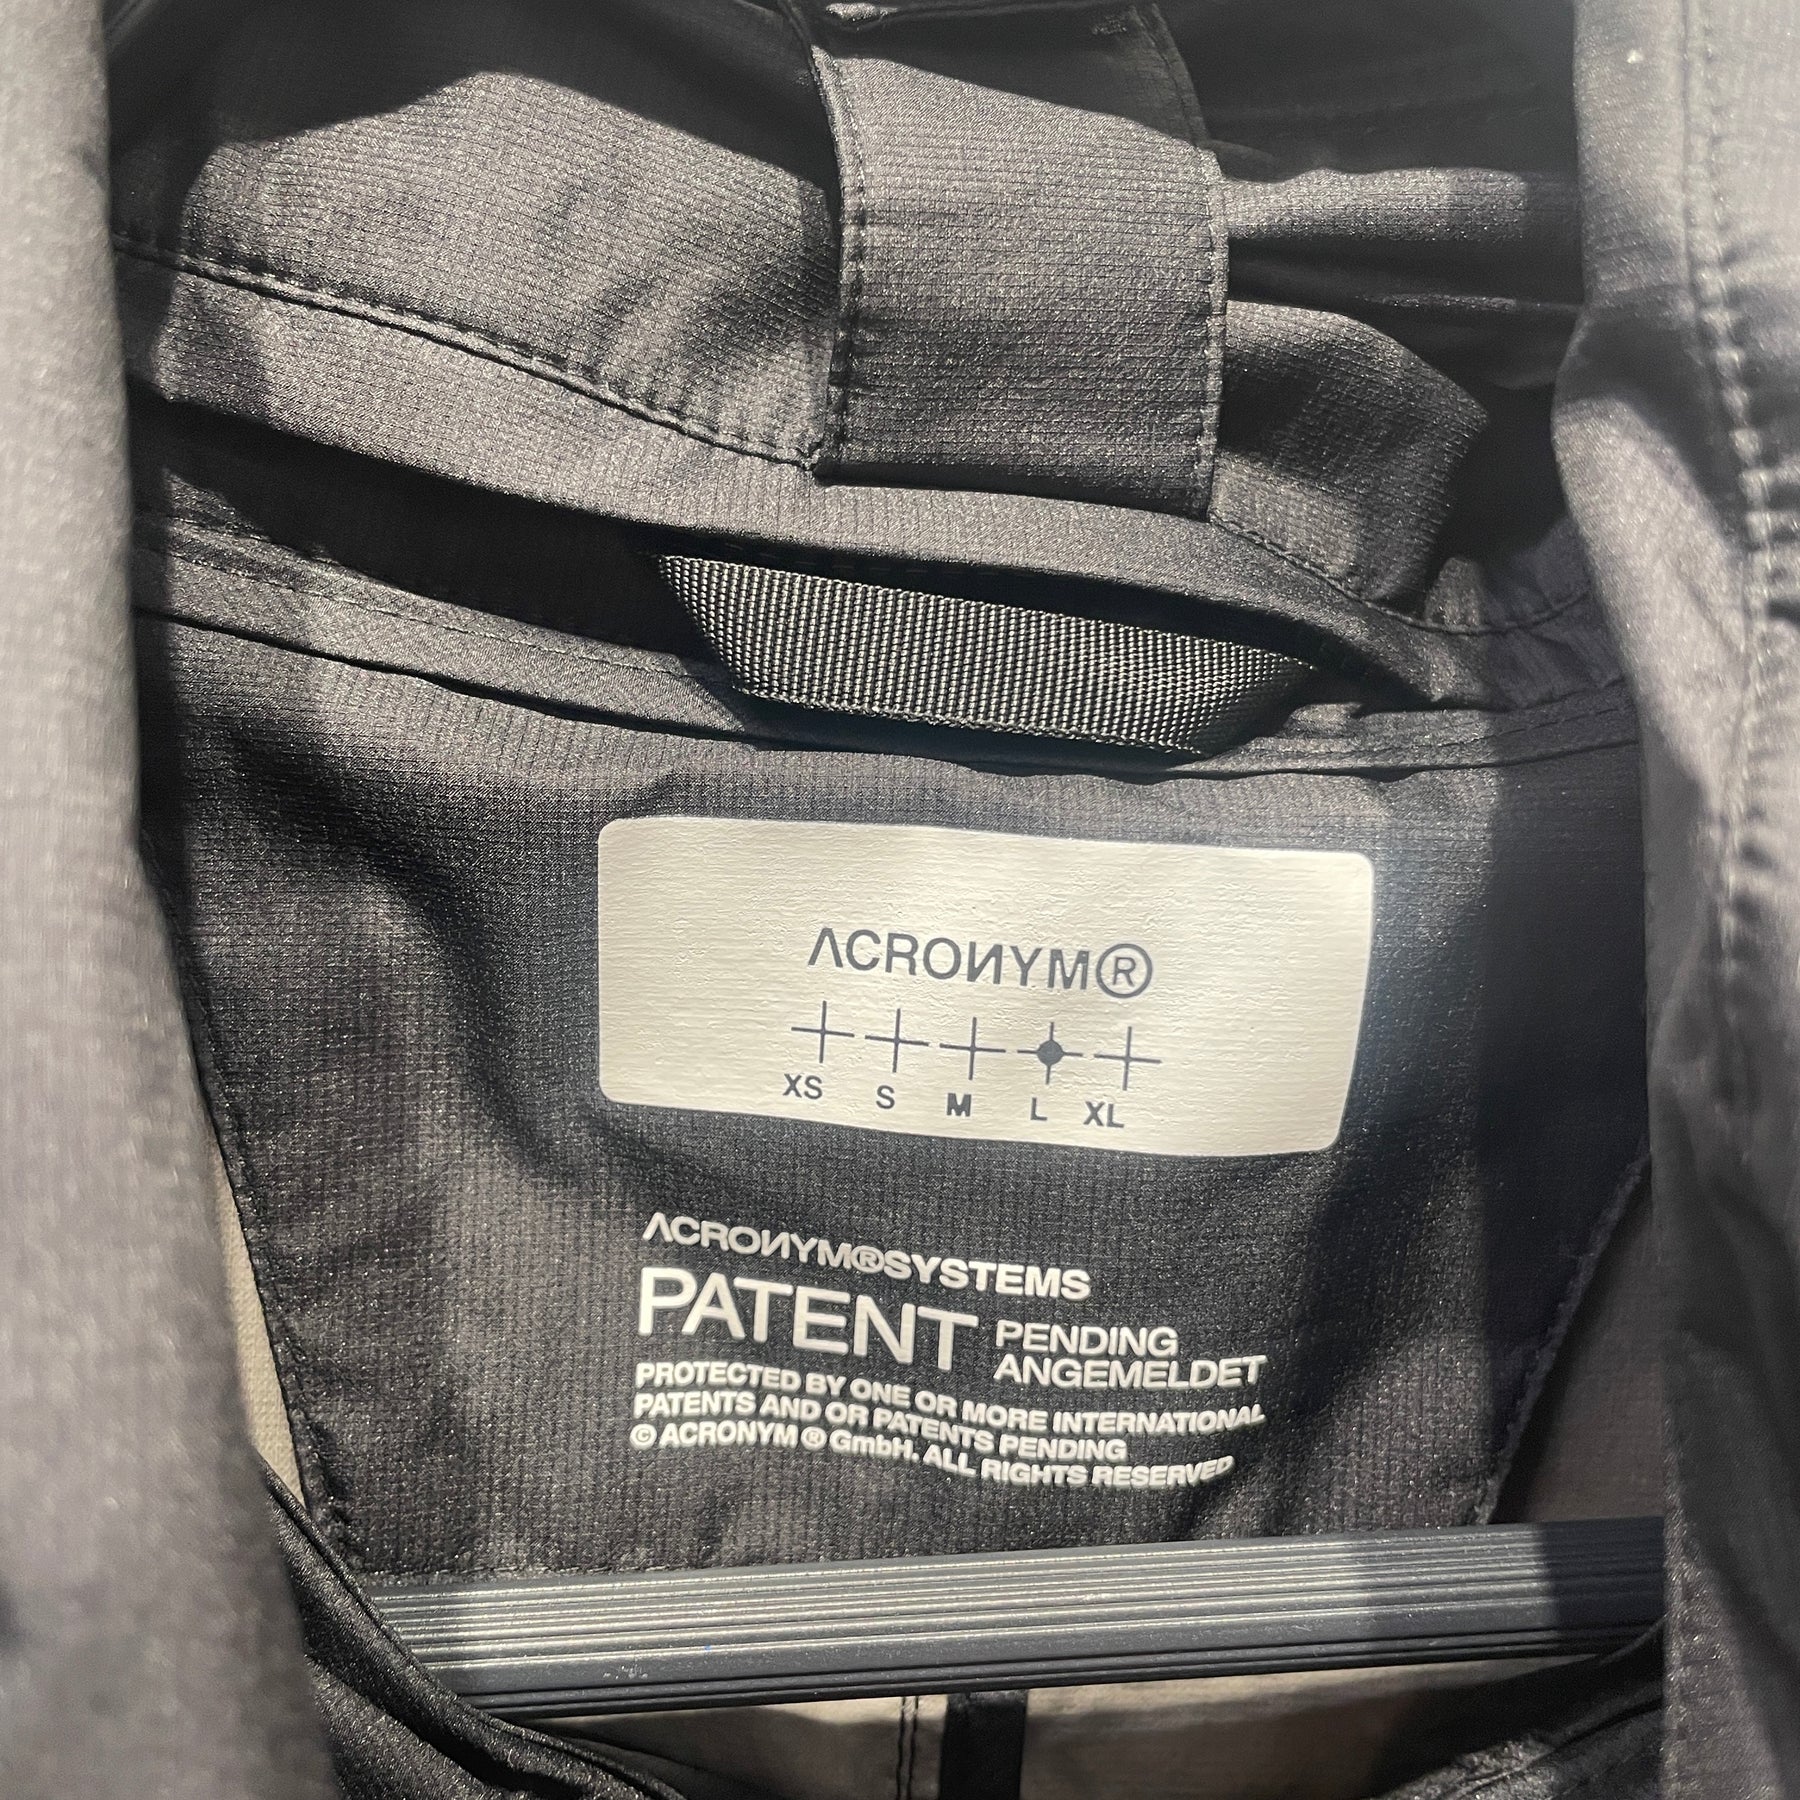 ACRONYM®
XS S M L XL
ACRONYM®SYSTEMS
PATENT PENDING
ANGEMELDET
PROTECTED BY ONE OR MORE INTERNATIONAL
PATENTS AND OR PATENTS PENDING
© ACRONYM ® GmbH. ALL RIGHTS RESERVED